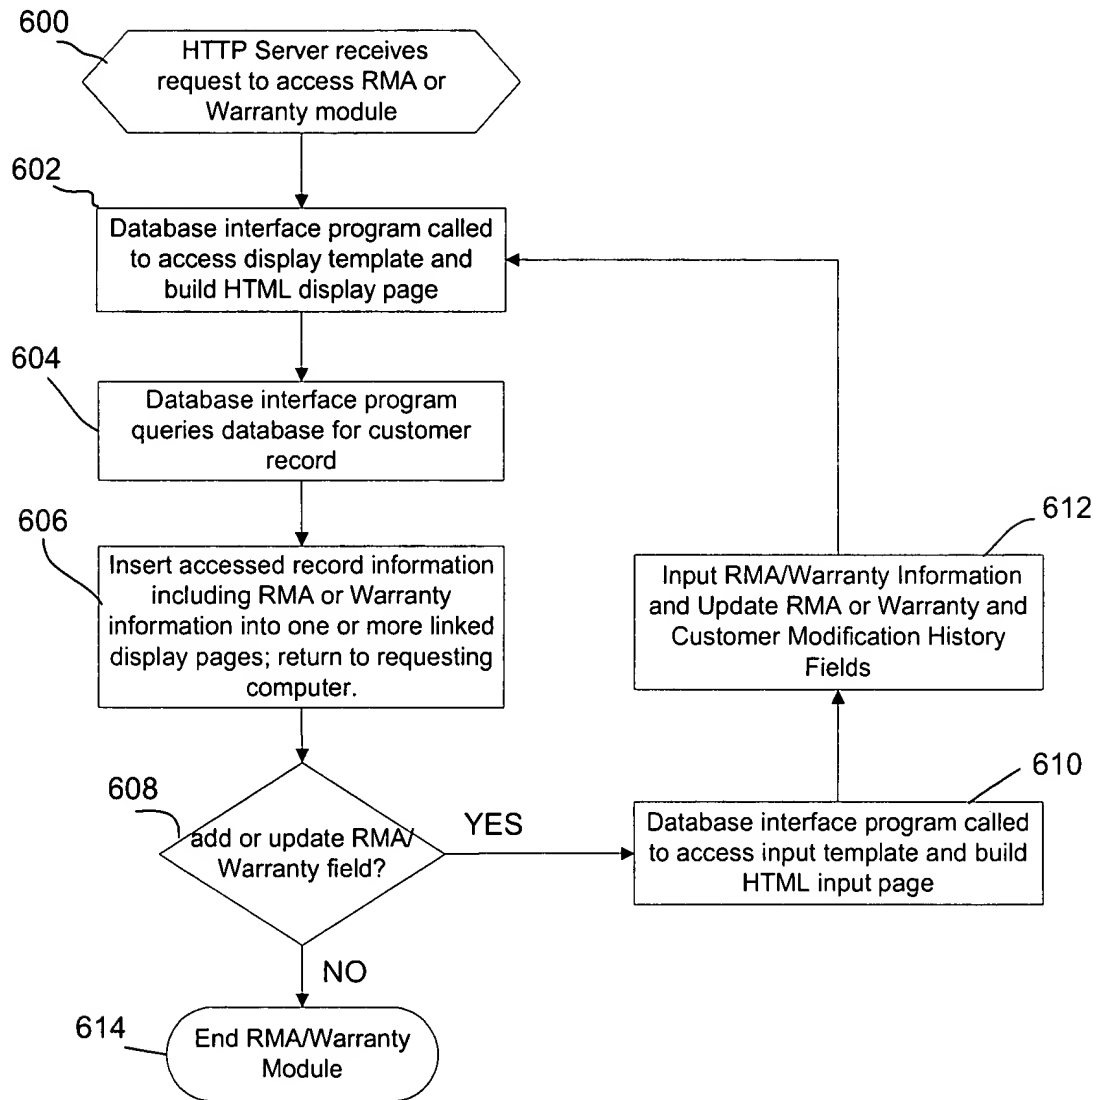 600
HTTP Server receives
request to access RMA or
Warranty module
602
Database interface program called
to access display template and
build HTML display page
604
Database interface program
queries database for customer
record
606
Insert accessed record information
including RMA or Warranty
information into one or more linked
display pages; return to requesting
computer.
608
add or update RMA/
Warranty field?
YES
NO
610
Database interface program called
to access input template and build
HTML input page
612
Input RMA/Warranty Information
and Update RMA or Warranty and
Customer Modification History
Fields
614
End RMA/Warranty
Module